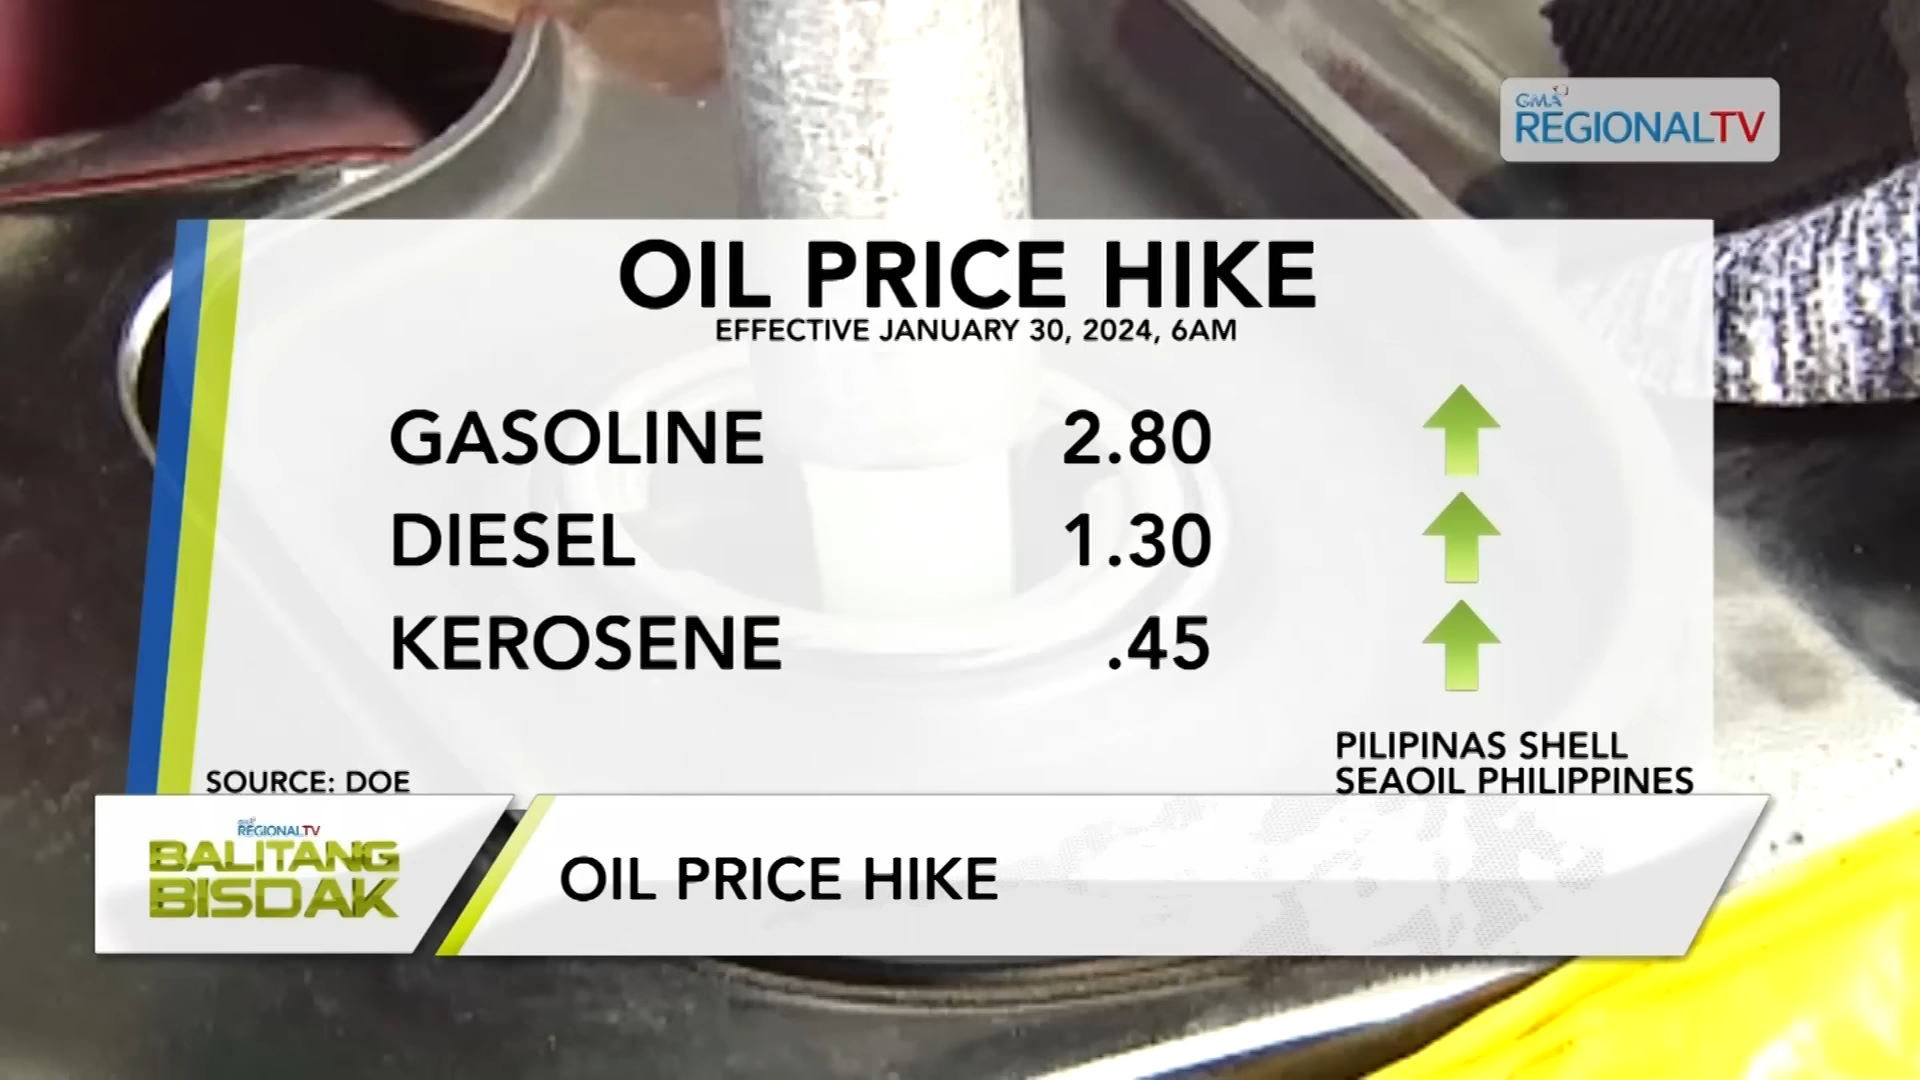 GMA
REGIONALTV
OIL PRICE HIKE
EFFECTIVE JANUARY 30, 2024, 6AM
GASOLINE 2.80
DIESEL 1.30
KEROSENE .45
PILIPINAS SHELL
SEAOIL PHILIPPINES
SOURCE: DOE
GMA
REGIONALTV
BALITANG
BISDAK
OIL PRICE HIKE